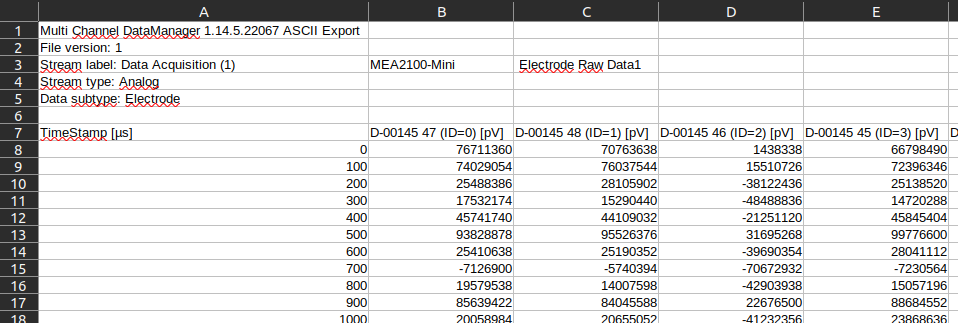 A B C D E
1 Multi Channel DataManager 1.14.5.22067 ASCII Export
2 File version: 1
3 Stream label: Data Acquisition (1) MEA2100-Mini Electrode Raw Data1
4 Stream type: Analog
5 Data subtype: Electrode
6
7 TimeStamp [µs] D-00145 47 (ID=0) [pV] D-00145 48 (ID=1) [pV] D-00145 46 (ID=2) [pV] D-00145 45 (ID=3) [pV] D
8 0 76711360 70763638 1438338 66798490
9 100 74029054 76037544 15510726 72396346
10 200 25488386 28105902 -38122436 25138520
11 300 17532174 15290440 -48488836 14720288
12 400 45741740 44109032 -21251120 45845404
13 500 93828878 95526376 31695268 99776600
14 600 25410638 25190352 -39690354 28041112
15 700 -7126900 -5740394 -70672932 -7230564
16 800 19579538 14007598 -42903938 15057196
17 900 85639422 84045588 22676500 88684552
18 1000 20058984 20655052 -41232356 23868636